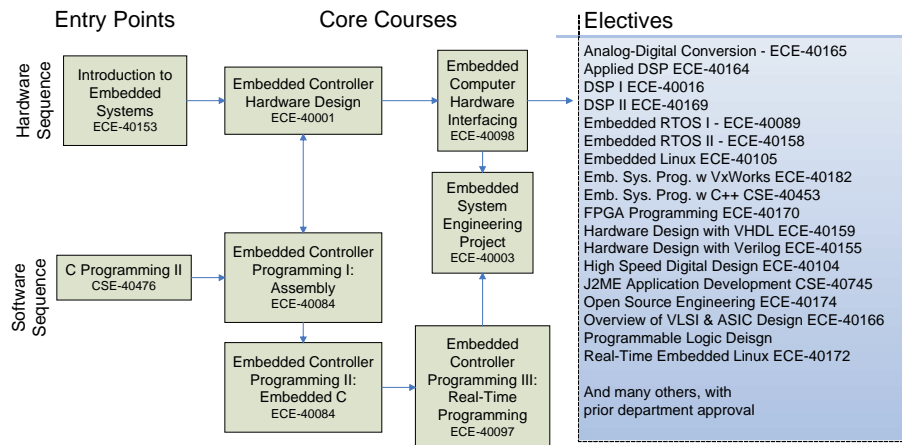 Entry Points
Core Courses
Electives
Hardware
Sequence
Introduction to
Embedded
Systems
ECE-40153
Embedded Controller
Hardware Design
ECE-40001
Embedded
Computer
Hardware
Interfacing
ECE-40098
Embedded
System
Engineering
Project
ECE-40003
Software
Sequence
C Programming II
CSE-40476
Embedded Controller
Programming I:
Assembly
ECE-40084
Embedded Controller
Programming II:
Embedded C
ECE-40084
Embedded
Controller
Programming III:
Real-Time
Programming
ECE-40097
Analog-Digital Conversion - ECE-40165
Applied DSP ECE-40164
DSP I ECE-40016
DSP II ECE-40169
Embedded RTOS I - ECE-40089
Embedded RTOS II - ECE-40158
Embedded Linux ECE-40105
Emb. Sys. Prog. w VxWorks ECE-40182
Emb. Sys. Prog. w C++ CSE-40453
FPGA Programming ECE-40170
Hardware Design with VHDL ECE-40159
Hardware Design with Verilog ECE-40155
High Speed Digital Design ECE-40104
J2ME Application Development CSE-40745
Open Source Engineering ECE-40174
Overview of VLSI & ASIC Design ECE-40166
Programmable Logic Deisgn
Real-Time Embedded Linux ECE-40172
And many others, with
prior department approval